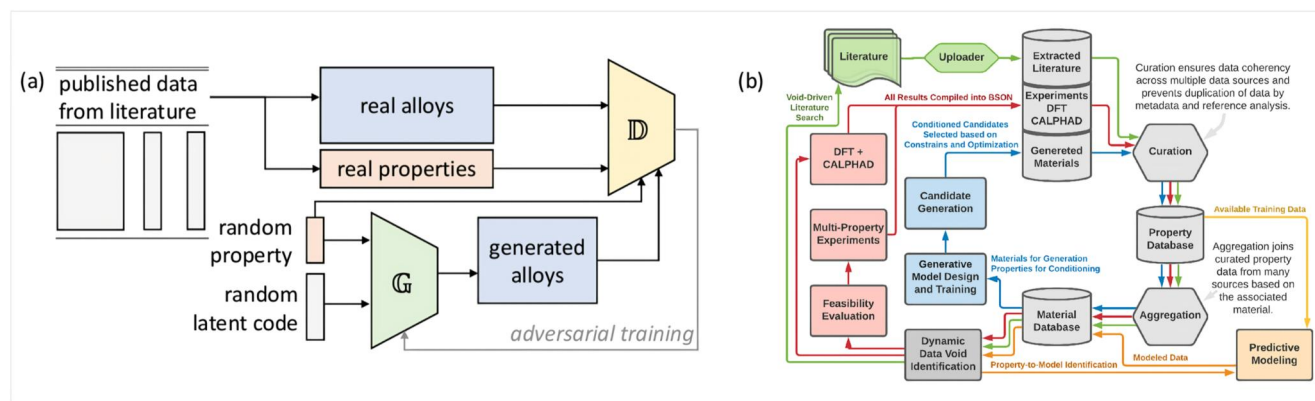 (a)
published data
from literature
real alloys
real properties
𝔻
random
property
𝔾
generated
alloys
random
latent code
adversarial training
(b)
Literature
Uploader
Extracted
Literature
Experiments
DFT
CALPHAD
Genereted
Materials
Curation ensures data coherency
across multiple data sources and
prevents duplication of data by
metadata and reference analysis.
Void-Driven
Literature
Search
All Results Compiled into BSON
Conditioned Candidates
Selected based on
Constrains and Optimization
DFT +
CALPHAD
Curation
Candidate
Generation
Multi-Property
Experiments
Property
Database
Available Training Data
Materials for Generation
Properties for Conditioning
Generative
Model Design
and Training
Aggregation joins
curated property
data from many
sources based on
the associated
material.
Feasibility
Evaluation
Material
Database
Aggregation
Dynamic
Data Void
Identification
Property-to-Model Identification
Modeled Data
Predictive
Modeling